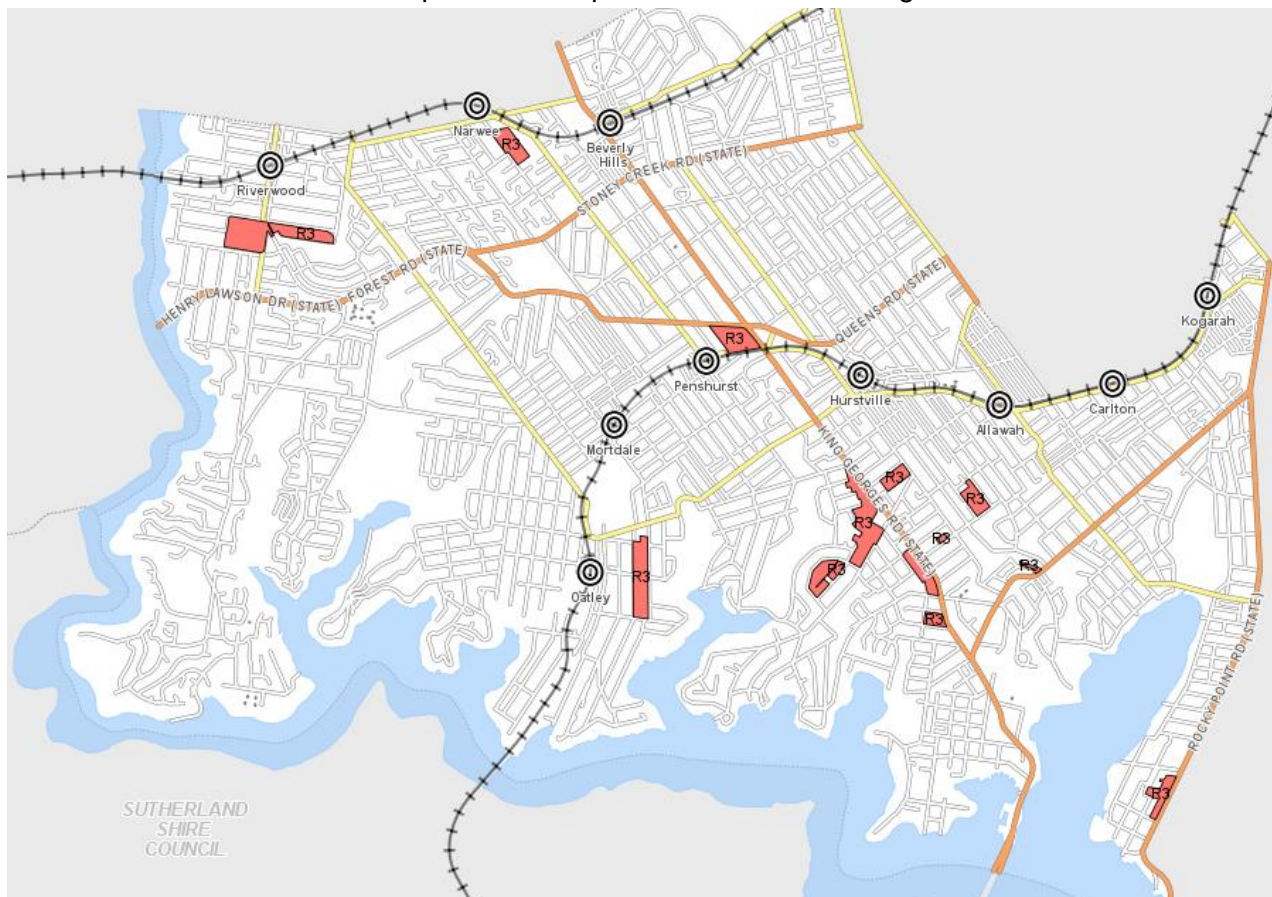 Narwee
R3
Beverly
Hills
STONEY CREEK RD (STATE)
Riverwood
R3
HENRY LAWSON DR (STATE)
FOREST RD (STATE)
QUEENS RD (STATE)
Kogarah
R3
Penshurst
Hurstville
Carlton
Allawah
Mortdale
KING GEORGES RD (STATE)
R3
R3
R3
R3
R3
R3
R3
Oatley
R3
R3
ROCKY POINT RD (STATE)
R3
SUTHERLAND
SHIRE
COUNCIL